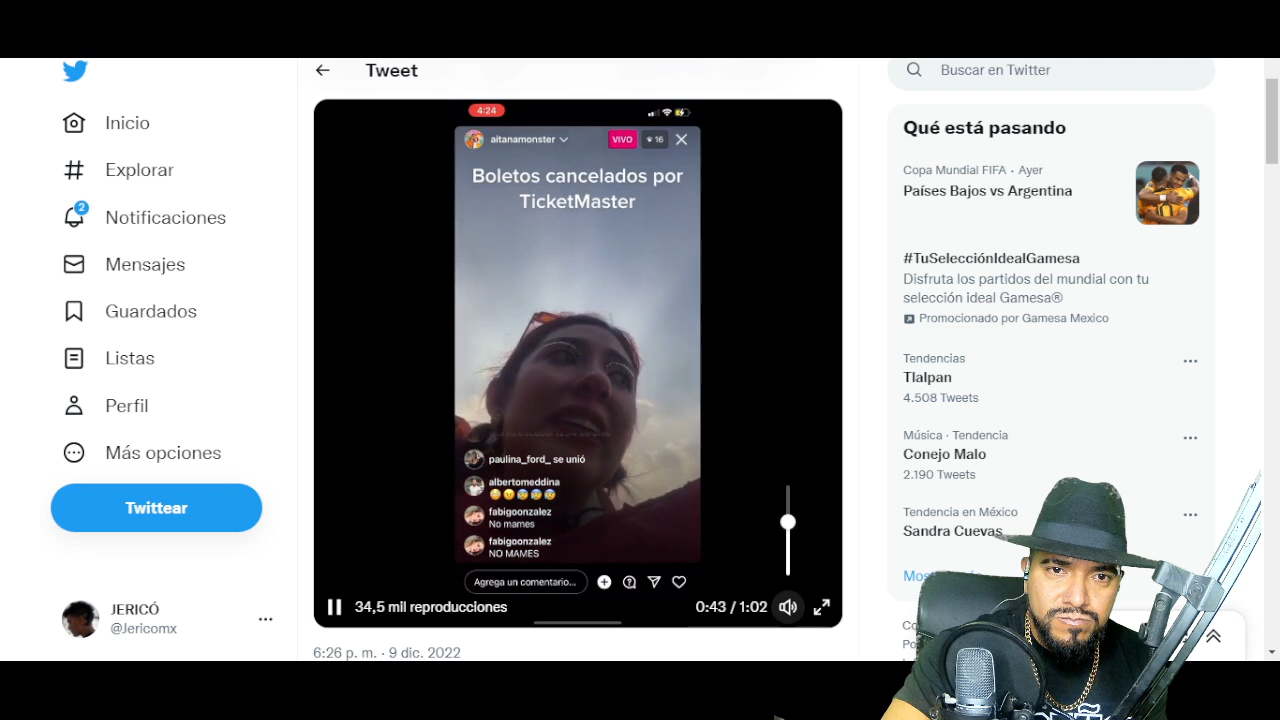 Tweet
Buscar en Twitter
Inicio
Explorar
2
Notificaciones
Mensajes
Guardados
Listas
Perfil
Más opciones
Twittear
JERICÓ
@Jericomx
4:24
aitanamonster
VIVO
16
Boletos cancelados por
TicketMaster
paulina_ford_ se unió
albertomeddina
fabigoonzalez
No mames
fabigoonzalez
NO MAMES
Agrega un comentario...
34,5 mil reproducciones
0:43 / 1:02
6:26 p. m. · 9 dic. 2022
Qué está pasando
Copa Mundial FIFA · Ayer
Países Bajos vs Argentina
#TuSelecciónIdealGamesa
Disfruta los partidos del mundial con tu
selección ideal Gamesa®
Promocionado por Gamesa Mexico
Tendencias
Tlalpan
4.508 Tweets
Música · Tendencia
Conejo Malo
2.190 Tweets
Tendencia en México
Sandra Cuevas